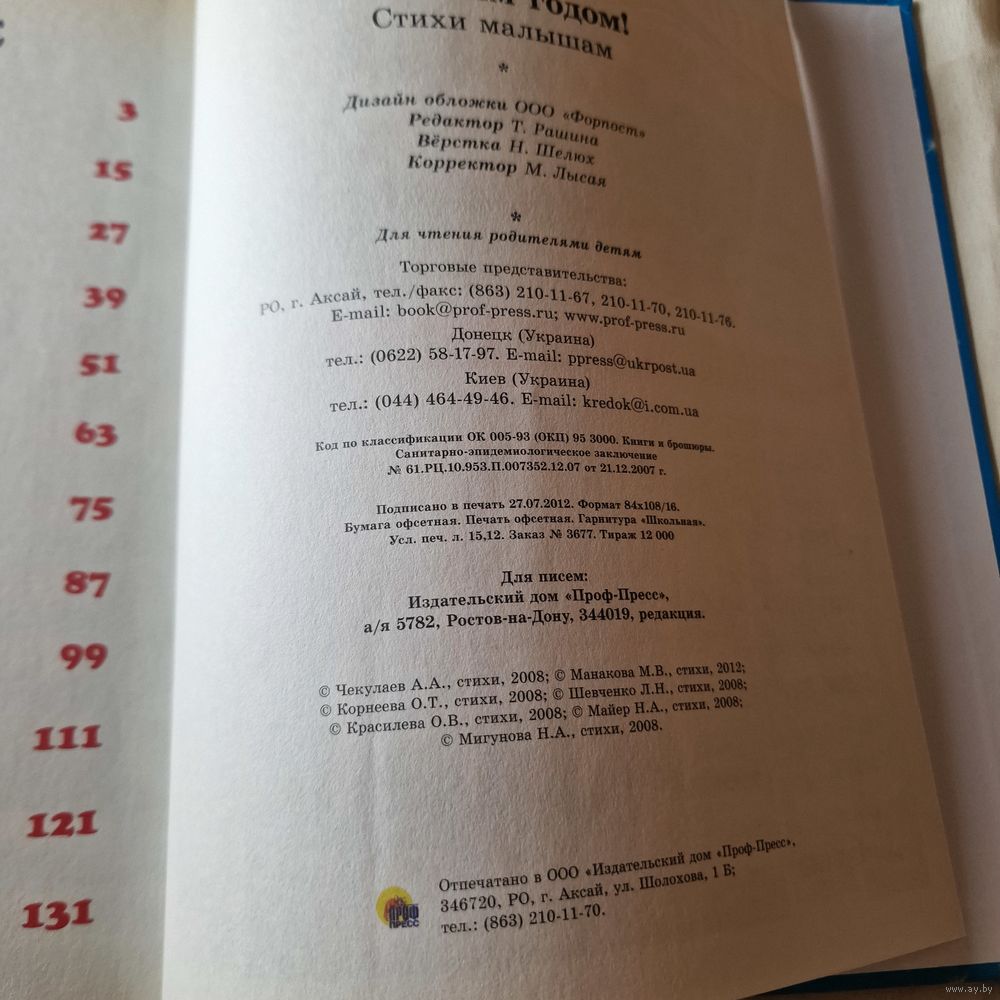 3
15
27
39
51
63
75
87
99
111
121
131
годом!
Стихи малышам
*
Дизайн обложки ООО «Форпост»
Редактор Т. Рашина
Вёрстка Н. Шелюх
Корректор М. Лысая
*
Для чтения родителями детям
Торговые представительства:
РО, г. Аксай, тел./факс: (863) 210-11-67, 210-11-70, 210-11-76.
E-mail: book@prof-press.ru; www.prof-press.ru
Донецк (Украина)
тел.: (0622) 58-17-97. E-mail: ppress@ukrpost.ua
Киев (Украина)
тел.: (044) 464-49-46. E-mail: kredok@i.com.ua
Код по классификации ОК 005-93 (ОКП) 95 3000. Книги и брошюры.
Санитарно-эпидемиологическое заключение
№ 61.РЦ.10.953.П.007352.12.07 от 21.12.2007 г.
Подписано в печать 27.07.2012. Формат 84х108/16.
Бумага офсетная. Печать офсетная. Гарнитура «Школьная».
Усл. печ. л. 15,12. Заказ № 3677. Тираж 12 000
Для писем:
Издательский дом «Проф-Пресс»,
а/я 5782, Ростов-на-Дону, 344019, редакция.
© Чекулаев А.А., стихи, 2008; © Манакова М.В., стихи, 2012;
© Корнеева О.Т., стихи, 2008; © Шевченко Л.Н., стихи, 2008;
© Красилева О.В., стихи, 2008; © Майер Н.А., стихи, 2008;
© Мигунова Н.А., стихи, 2008.
Отпечатано в ООО «Издательский дом «Проф-Пресс»,
346720, РО, г. Аксай, ул. Шолохова, 1 Б;
тел.: (863) 210-11-70.
ПРОФ
ПРЕСС
www.ay.by